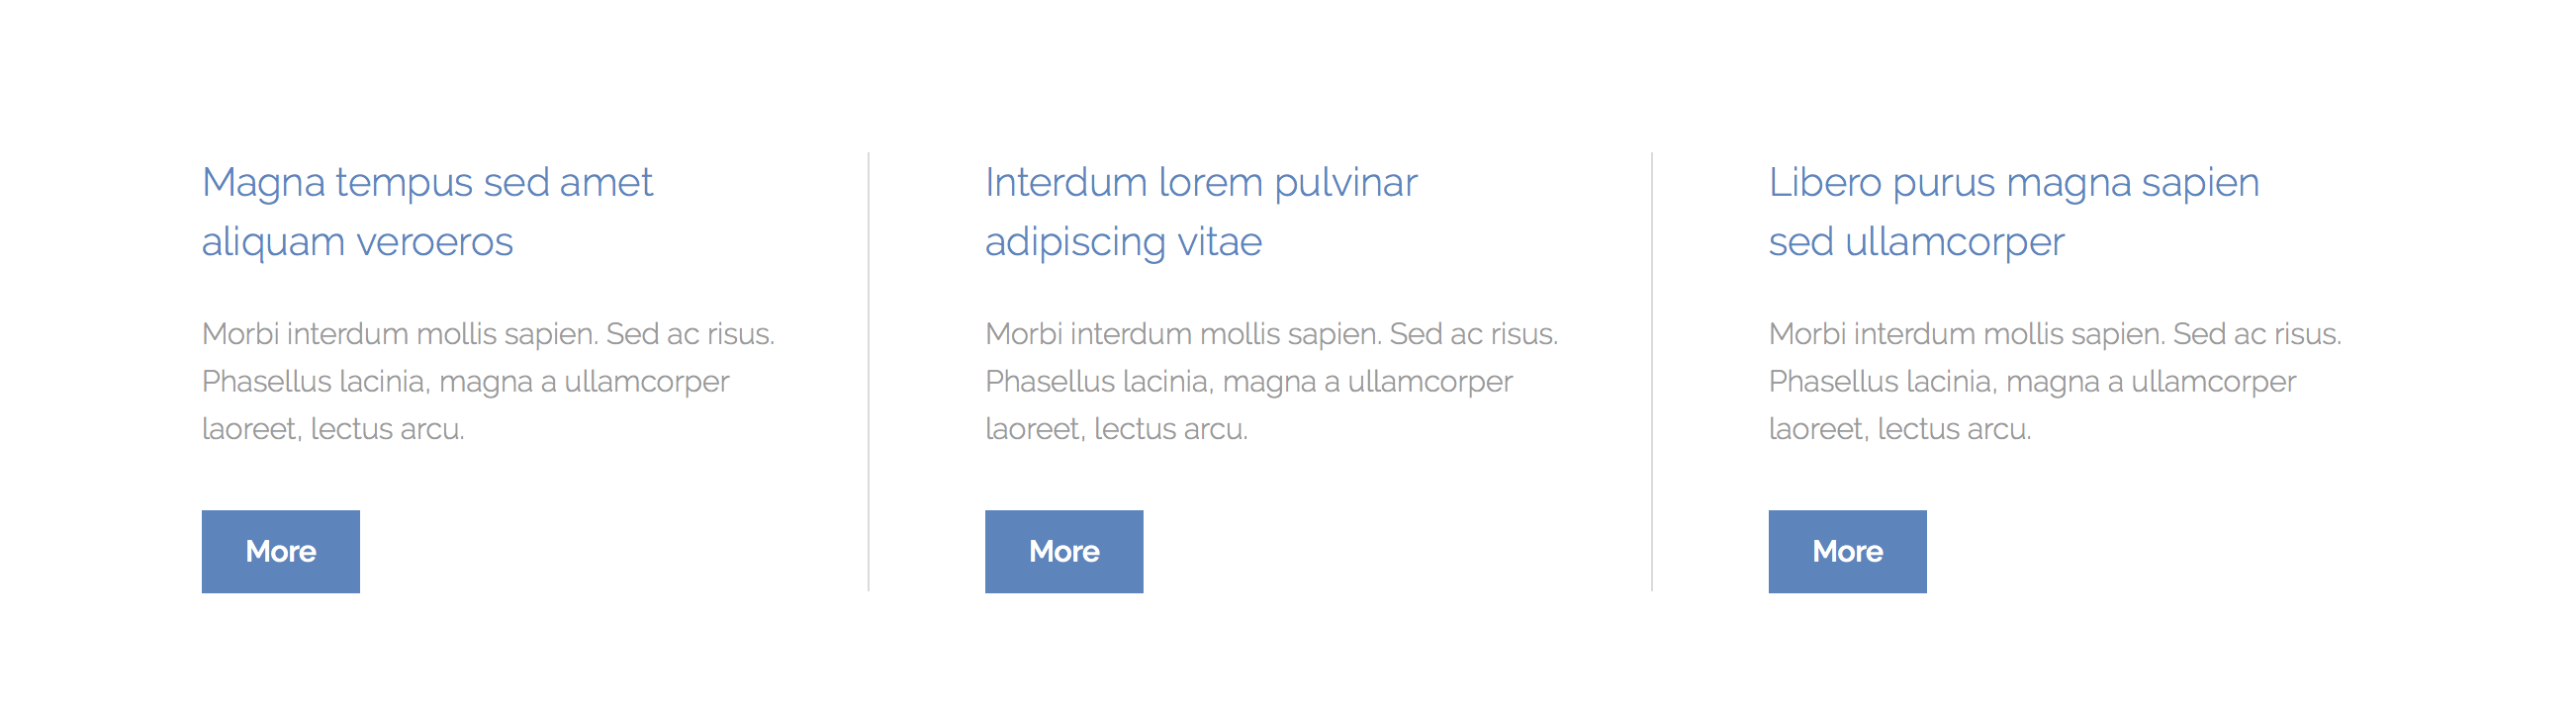 Magna tempus sed amet
aliquam veroeros
Morbi interdum mollis sapien. Sed ac risus.
Phasellus lacinia, magna a ullamcorper
laoreet, lectus arcu.
More
Interdum lorem pulvinar
adipiscing vitae
Morbi interdum mollis sapien. Sed ac risus.
Phasellus lacinia, magna a ullamcorper
laoreet, lectus arcu.
More
Libero purus magna sapien
sed ullamcorper
Morbi interdum mollis sapien. Sed ac risus.
Phasellus lacinia, magna a ullamcorper
laoreet, lectus arcu.
More